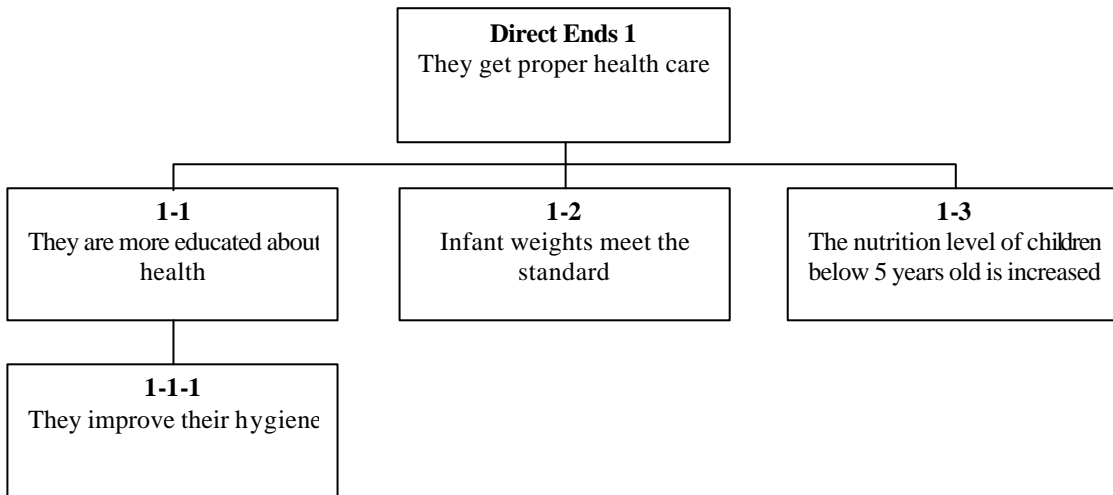 Direct Ends 1
They get proper health care
1-1
They are more educated about
health
1-2
Infant weights meet the
standard
1-3
The nutrition level of children
below 5 years old is increased
1-1-1
They improve their hygiene